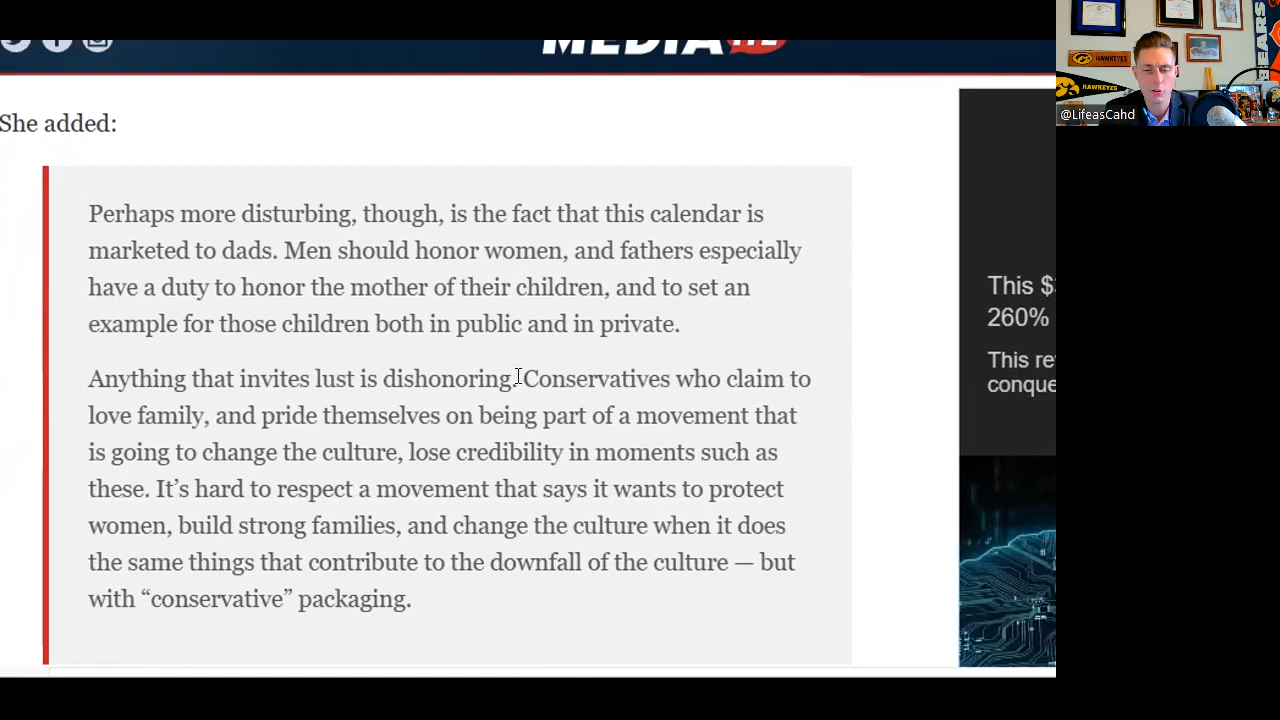 MEDIA
HAWKEYES
HAWKEYES
BEARS
@LifeasCahd
She added:
Perhaps more disturbing, though, is the fact that this calendar is
marketed to dads. Men should honor women, and fathers especially
have a duty to honor the mother of their children, and to set an
example for those children both in public and in private.
Anything that invites lust is dishonoring. Conservatives who claim to
love family, and pride themselves on being part of a movement that
is going to change the culture, lose credibility in moments such as
these. It’s hard to respect a movement that says it wants to protect
women, build strong families, and change the culture when it does
the same things that contribute to the downfall of the culture — but
with “conservative” packaging.
This $
260%
This re
conque